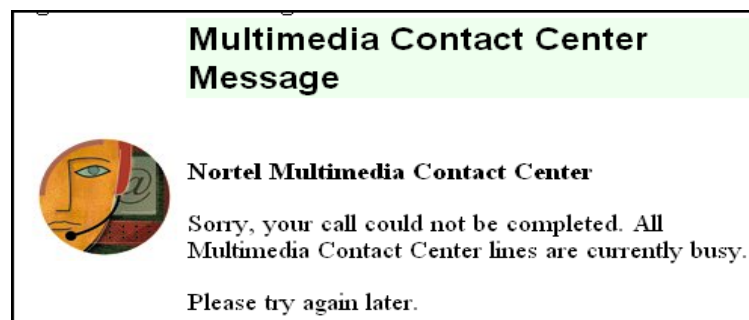 Multimedia Contact Center
Message
@
Nortel Multimedia Contact Center
Sorry, your call could not be completed. All
Multimedia Contact Center lines are currently busy.
Please try again later.